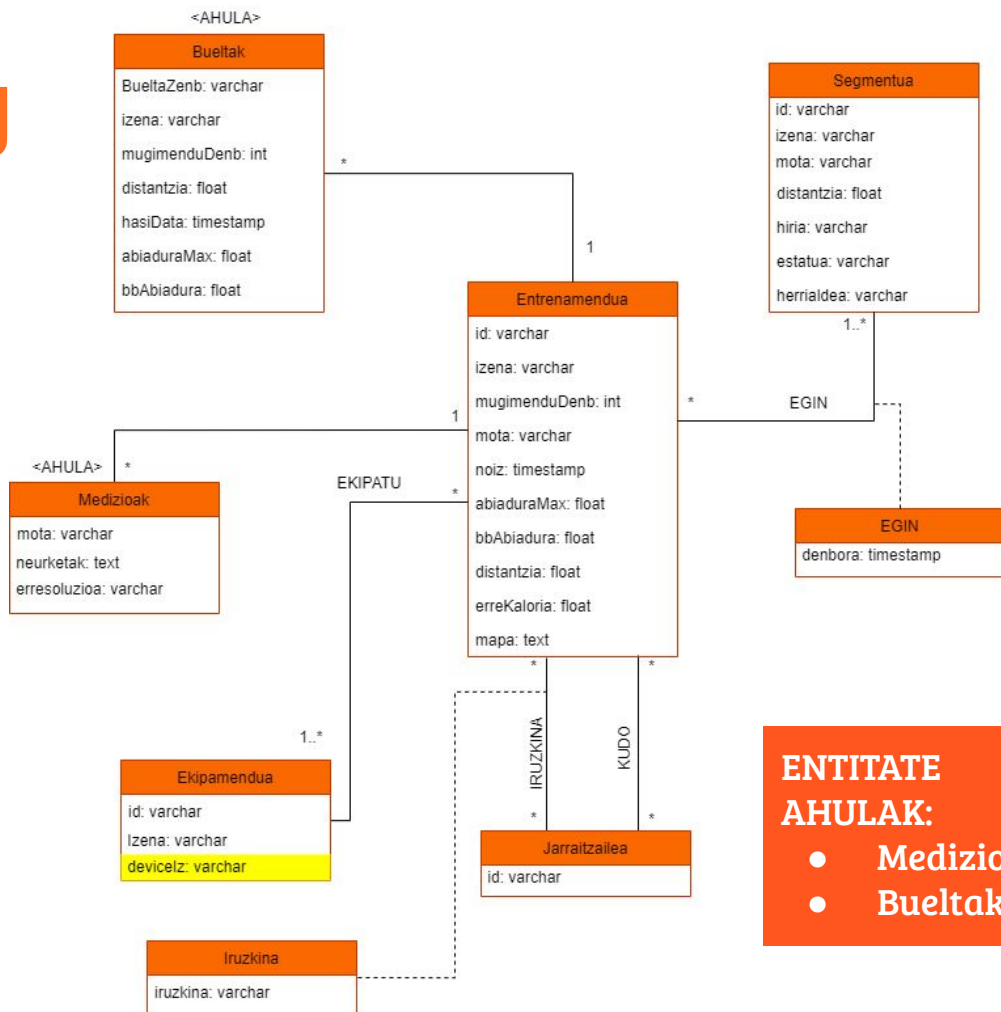 <AHULA>
Bueltak
BueltaZenb: varchar
izena: varchar
mugimenduDenb: int
distantzia: float
hasiData: timestamp
abiaduraMax: float
bbAbiadura: float
*
1
Segmentua
id: varchar
izena: varchar
mota: varchar
distantzia: float
hiria: varchar
estatua: varchar
herrialdea: varchar
1..*
EGIN
*
EGIN
denbora: timestamp
Entrenamendua
id: varchar
izena: varchar
mugimenduDenb: int
mota: varchar
noiz: timestamp
abiaduraMax: float
bbAbiadura: float
distantzia: float
erreKaloria: float
mapa: text
1
<AHULA>
*
Medizioak
mota: varchar
neurketak: text
erresoluzioa: varchar
EKIPATU
*
1..*
Ekipamendua
id: varchar
Izena: varchar
deviceIz: varchar
*
*
IRUZKINA
KUDO
*
*
Jarraitzailea
id: varchar
Iruzkina
iruzkina: varchar
ENTITATE
AHULAK:
● Medizio
● Bueltak